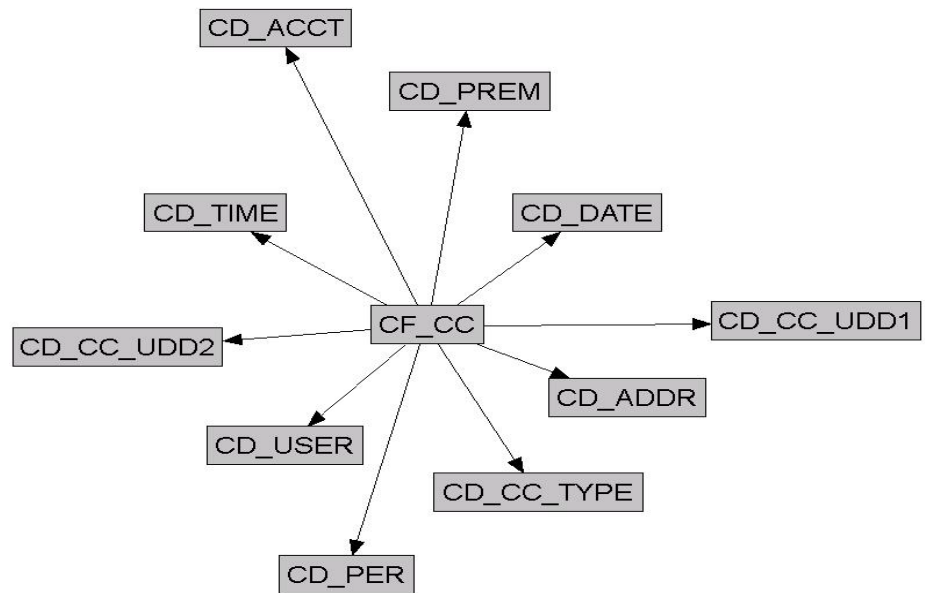 CD_ACCT
CD_PREM
CD_TIME
CD_DATE
CF_CC
CD_CC_UDD1
CD_CC_UDD2
CD_ADDR
CD_USER
CD_CC_TYPE
CD_PER